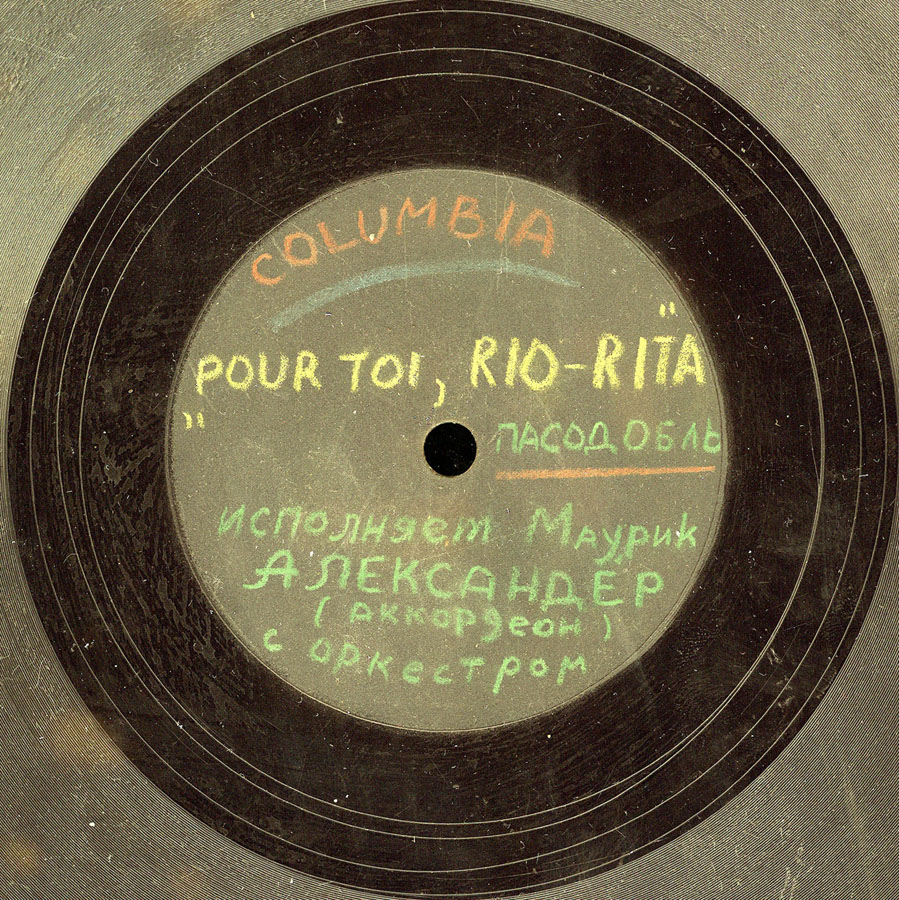 COLUMBIA
„POUR TOI, RIO-RITA"
ПАСОДОБЛЬ
исполняет Маурик
АЛЕКСАНДЕР
(аккордеон)
с оркестром